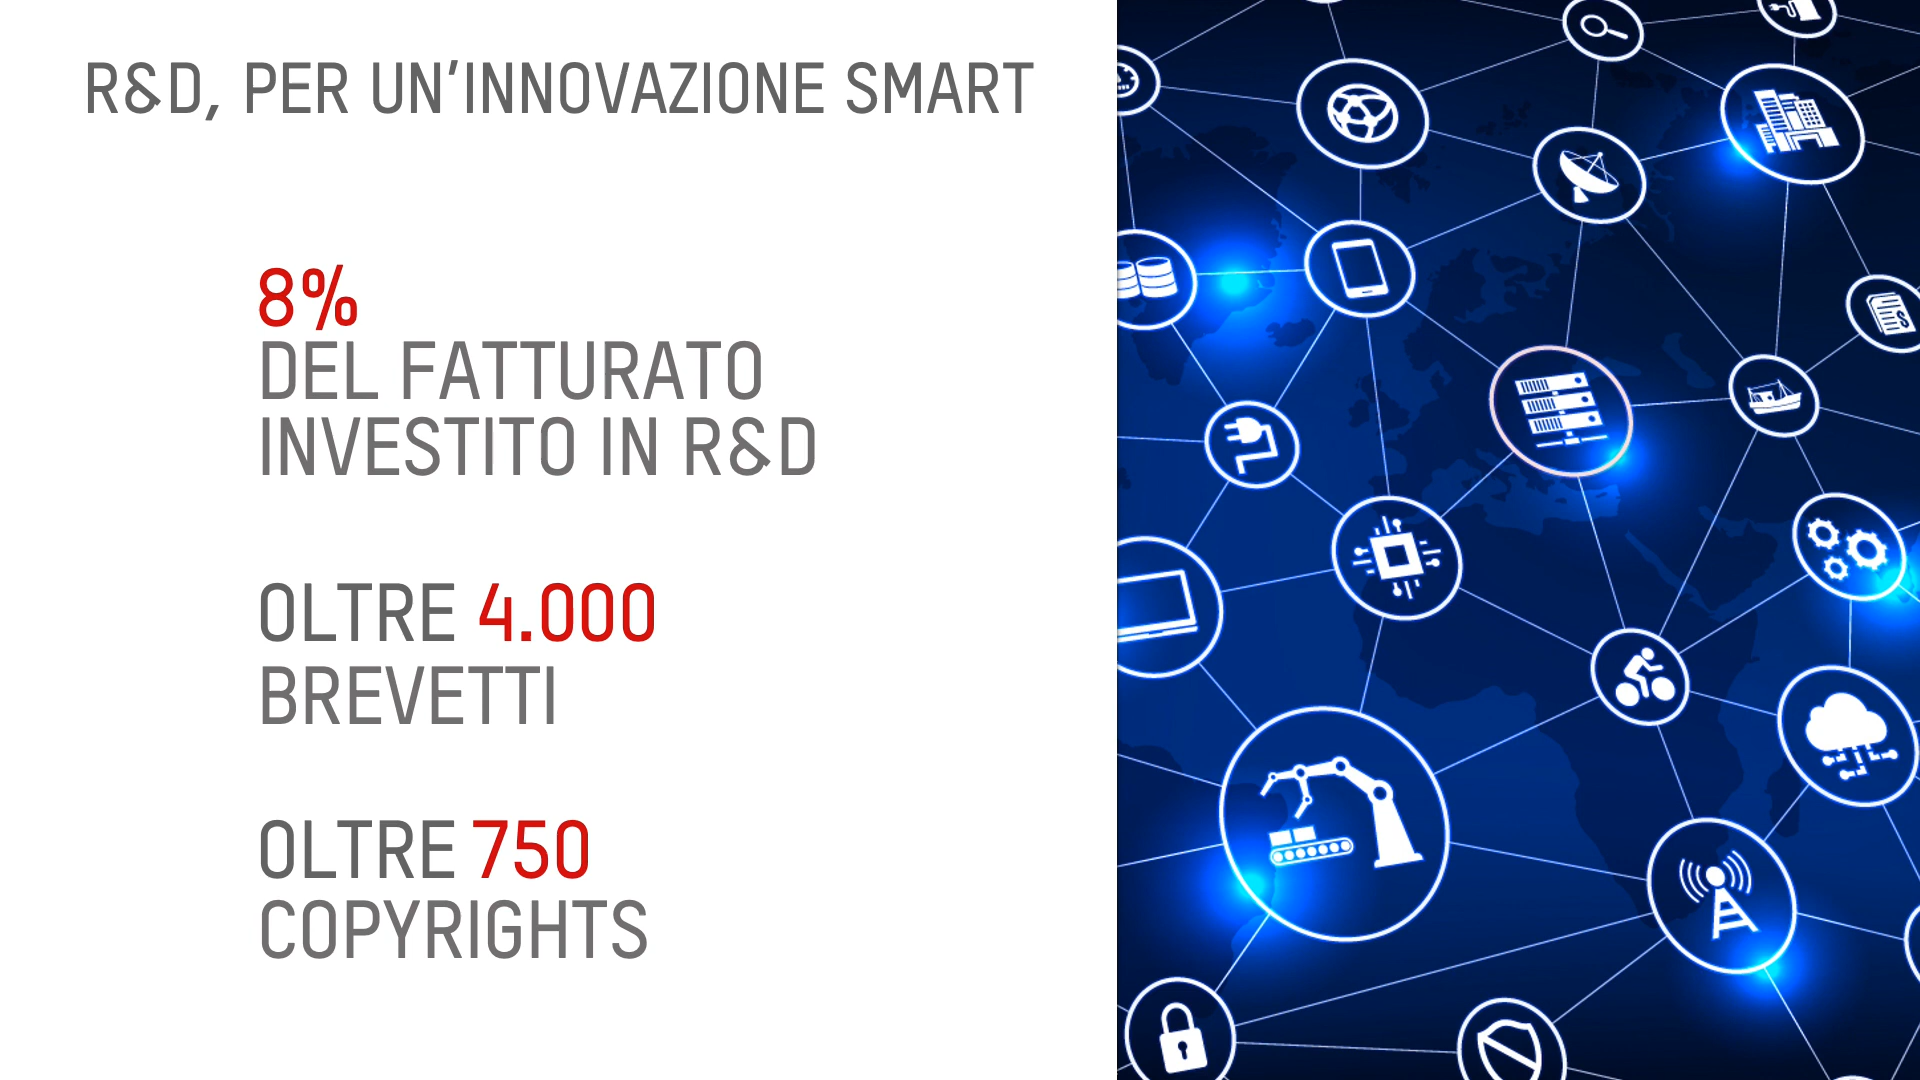 R&D, PER UN'INNOVAZIONE SMART
8%
DEL FATTURATO
INVESTITO IN R&D
OLTRE 4.000
BREVETTI
OLTRE 750
COPYRIGHTS